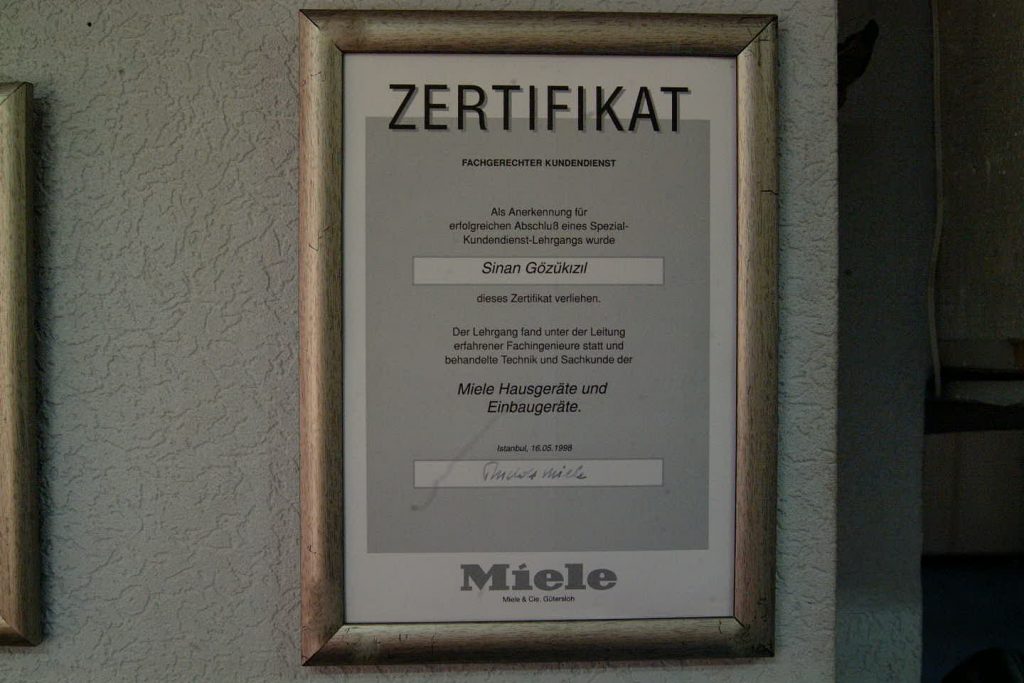 ZERTIFIKAT
FACHGERECHTER KUNDENDIENST
Als Anerkennung für
erfolgreichen Abschluß eines Spezial-
Kundendienst-Lehrgangs wurde
Sinan Gözükızıl
dieses Zertifikat verliehen.
Der Lehrgang fand unter der Leitung
erfahrener Fachingenieure statt und
behandelte Technik und Sachkunde der
Miele Hausgeräte und
Einbaugeräte.
Istanbul, 16.05.1998
Miele
Miele & Cie. Gütersloh